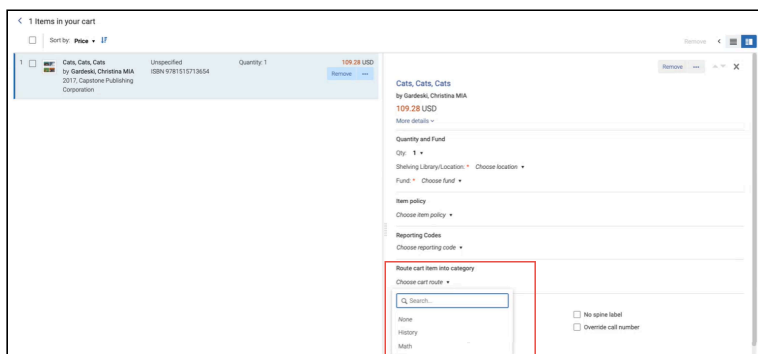 1 Items in your cart
Sort by: Price
Remove
1
Cats, Cats, Cats
by Gardeski, Christina MIA
2017, Capstone Publishing
Corporation
Unspecified
ISBN 9781515713654
Quantity: 1
109.28 USD
Remove
Remove
Cats, Cats, Cats
by Gardeski, Christina MIA
109.28 USD
More details
Quantity and Fund
Qty: 1
Shelving Library/Location: * Choose location
Fund: * Choose fund
Item policy
Choose item policy
Reporting Codes
Choose reporting code
Route cart item into category
Choose cart route
Search...
None
History
Math
No spine label
Override call number